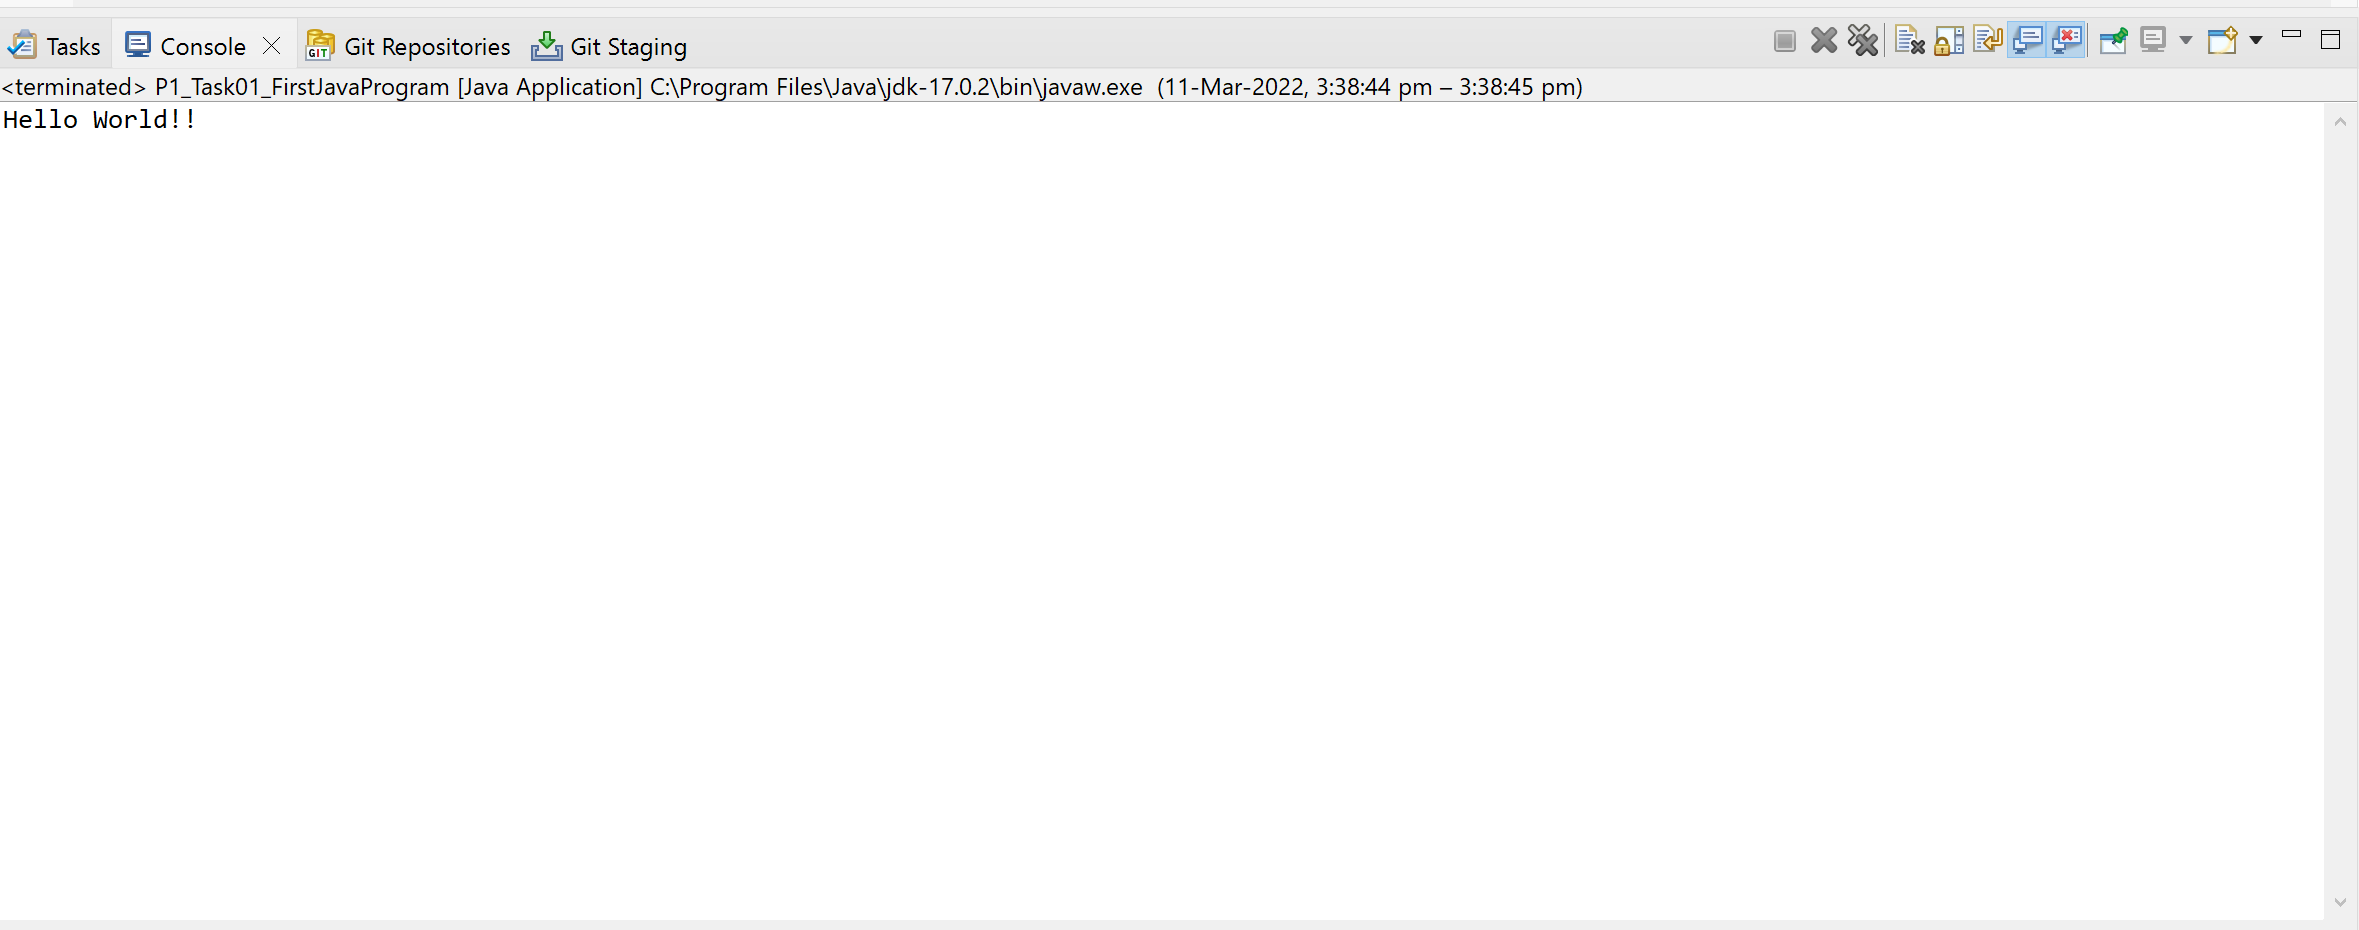 Tasks Console Git Repositories Git Staging
<terminated> P1_Task01_FirstJavaProgram [Java Application] C:\Program Files\Java\jdk-17.0.2\bin\javaw.exe (11-Mar-2022, 3:38:44 pm – 3:38:45 pm)
Hello World!!